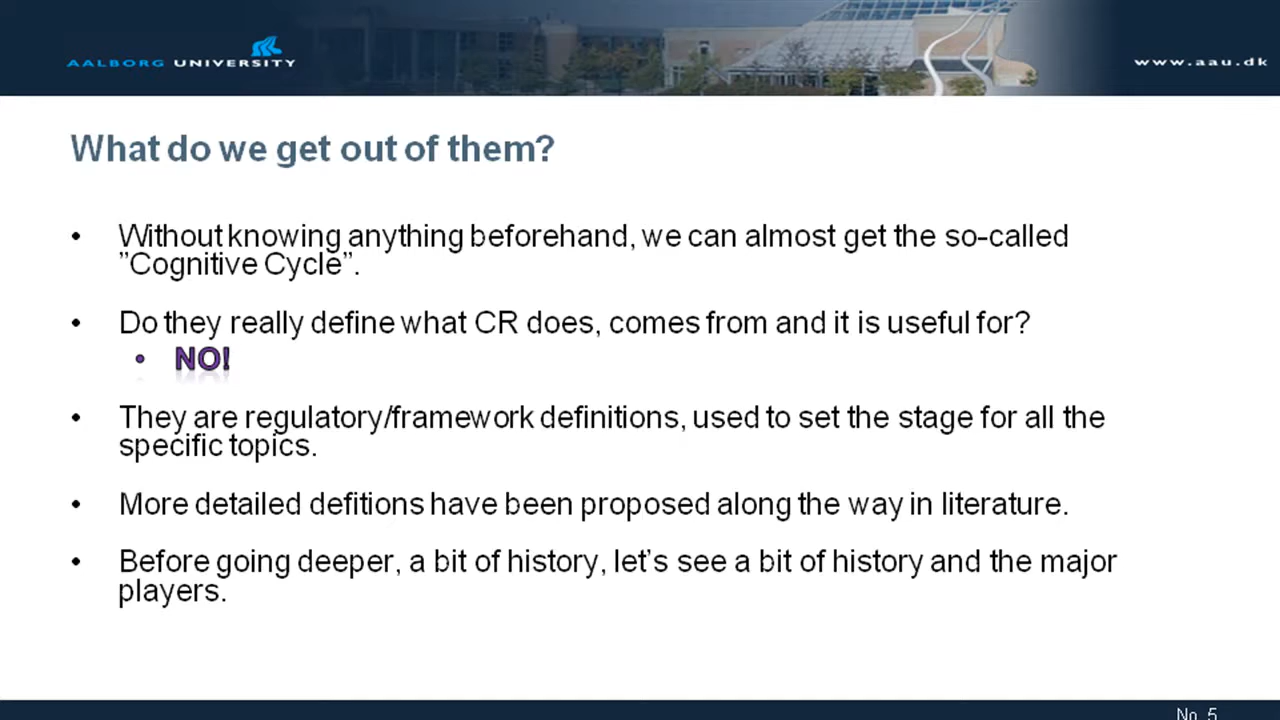 AALBORG UNIVERSITY
www.aau.dk
What do we get out of them?
• Without knowing anything beforehand, we can almost get the so-called
”Cognitive Cycle”.
• Do they really define what CR does, comes from and it is useful for?
• NO!
• They are regulatory/framework definitions, used to set the stage for all the
specific topics.
• More detailed defitions have been proposed along the way in literature.
• Before going deeper, a bit of history, let’s see a bit of history and the major
players.
No. 5